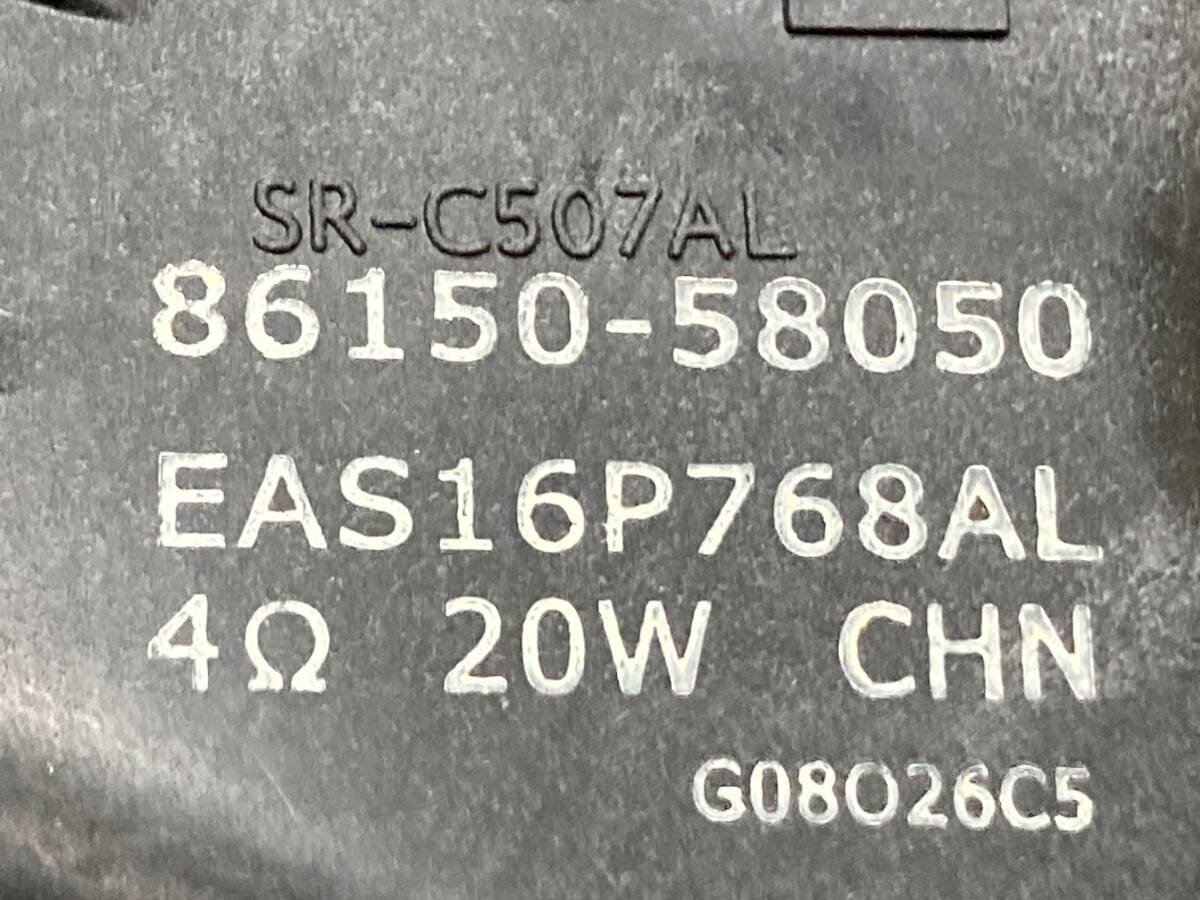 SR-C507AL
86150-58050
EAS16P768AL
4Ω 20W CHN
G08O26C5